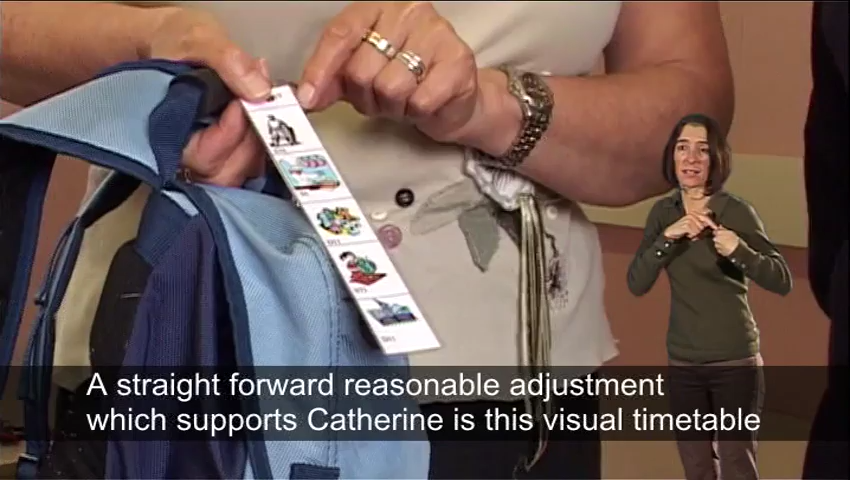 A straight forward reasonable adjustment
which supports Catherine is this visual timetable